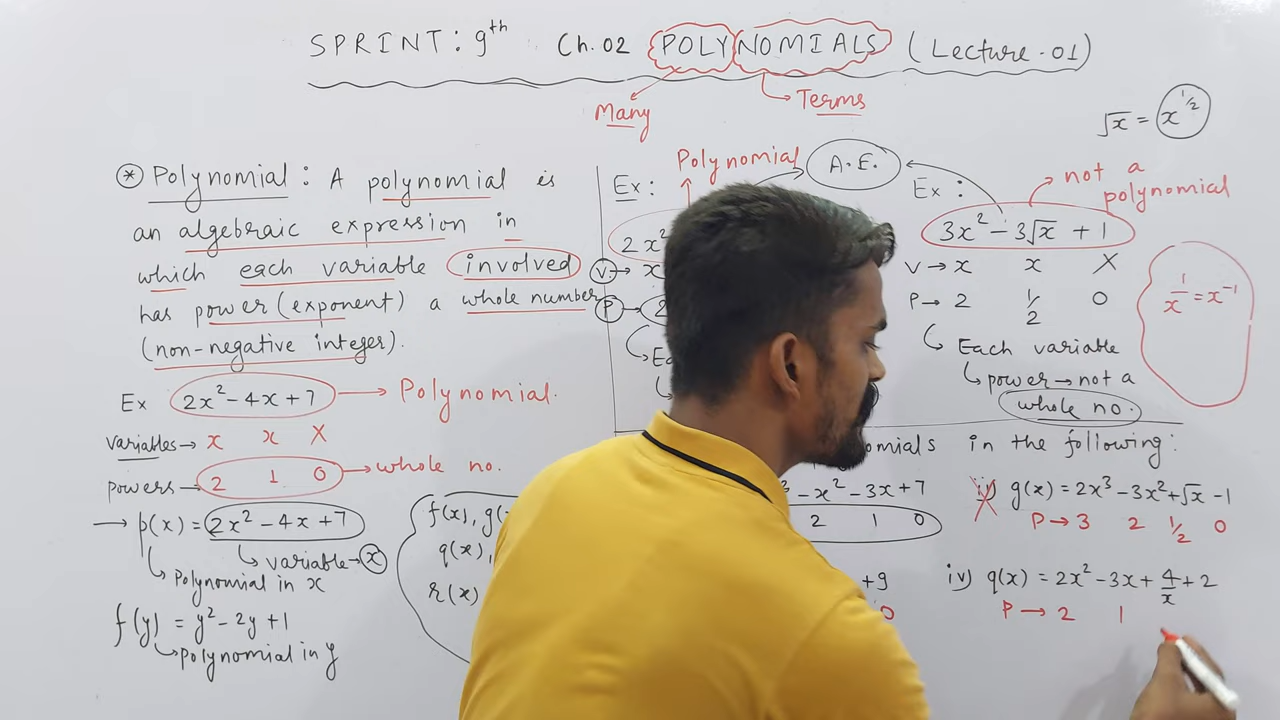 SPRINT: 9th Ch.02 POLYNOMIALS (Lecture-01)
Many
Terms
√x = x^1/2
* Polynomial: A polynomial is
an algebraic expression in
which each variable involved
has power (exponent) a whole number
(non-negative integer).
Ex 2x² - 4x + 7 → Polynomial.
variables → x x X
powers → 2 1 0 → whole no.
→ p(x) = 2x² - 4x + 7
variable → x
Polynomial in x
f(y) = y² - 2y + 1
Polynomial in y
f(x),
q(x),
r(x)
Polynomial
A.E.
Ex:
2x²
V → x
P → 2
Ex:
not a
polynomial
3x² - 3√x + 1
V → x x X
P → 2 1/2 0
Each variable
power → not a
whole no.
1/x = x⁻¹
in the following:
- x² - 3x + 7
2 1 0
ii) g(x) = 2x³ - 3x² + √x - 1
P → 3 2 1/2 0
+ 9
0
iv) q(x) = 2x² - 3x + 4/x + 2
P → 2 1